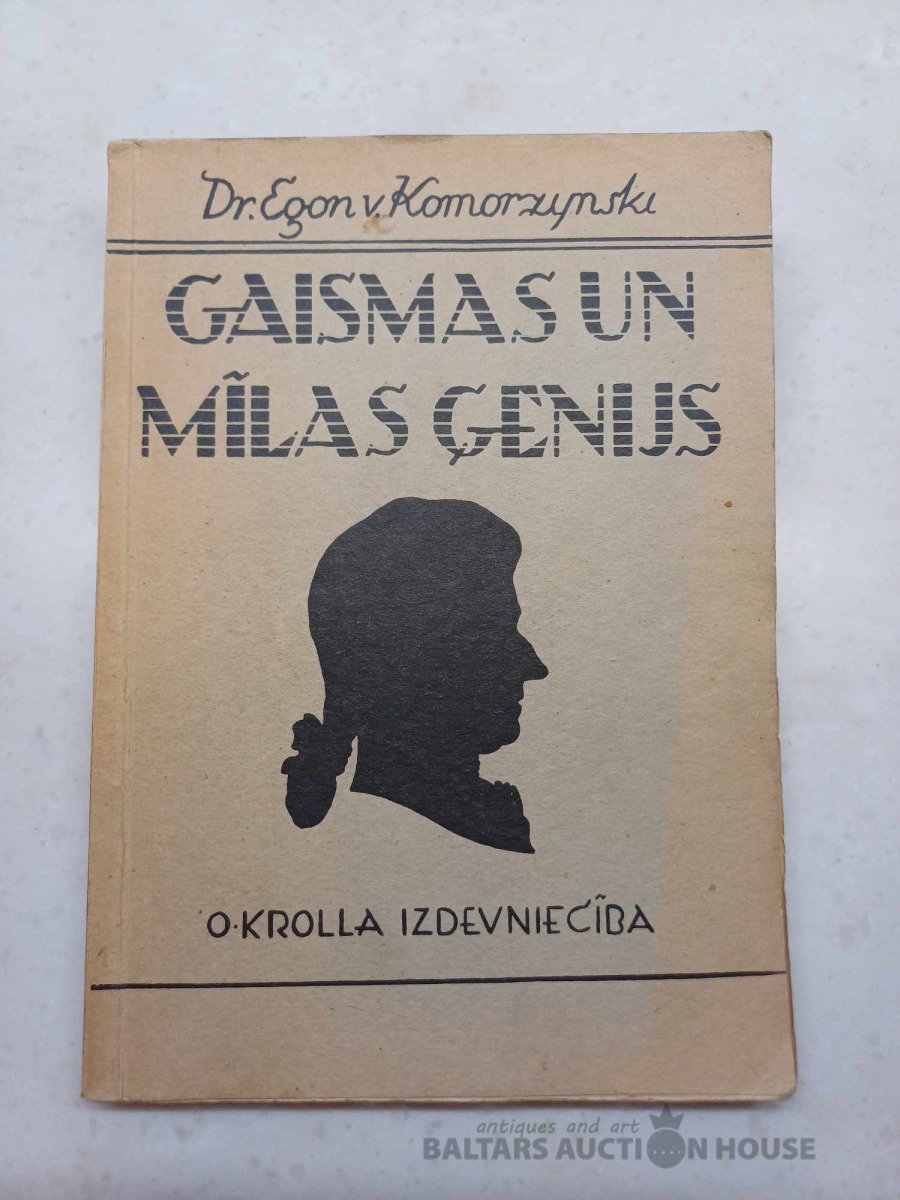 Dr. Egon v. Komorzynski
GAISMAS UN
MĪLAS ĢENIJS
O. KROLLA IZDEVNIECĪBA
antiques and art
BALTARS AUCTION HOUSE